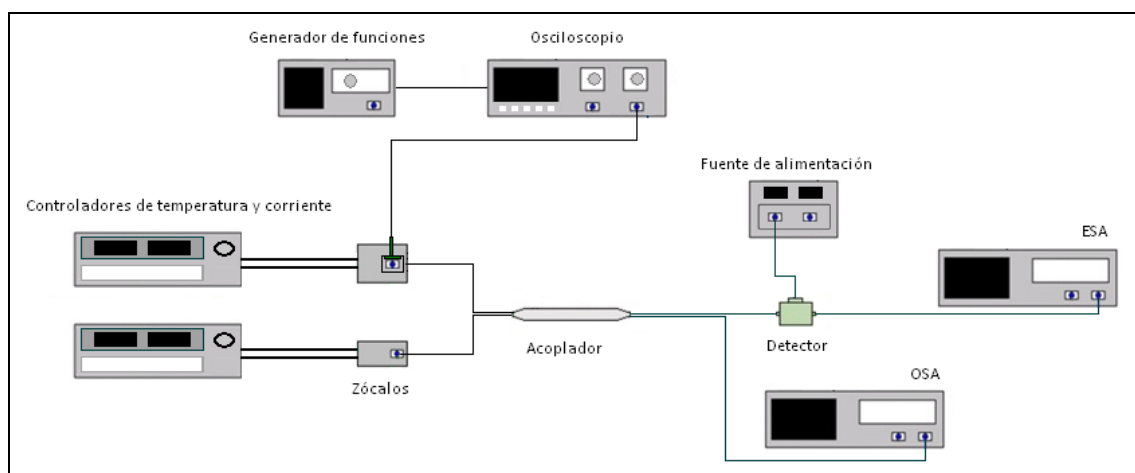 Generador de funciones
Osciloscopio
Fuente de alimentación
Controladores de temperatura y corriente
ESA
Acoplador
Detector
OSA
Zócalos